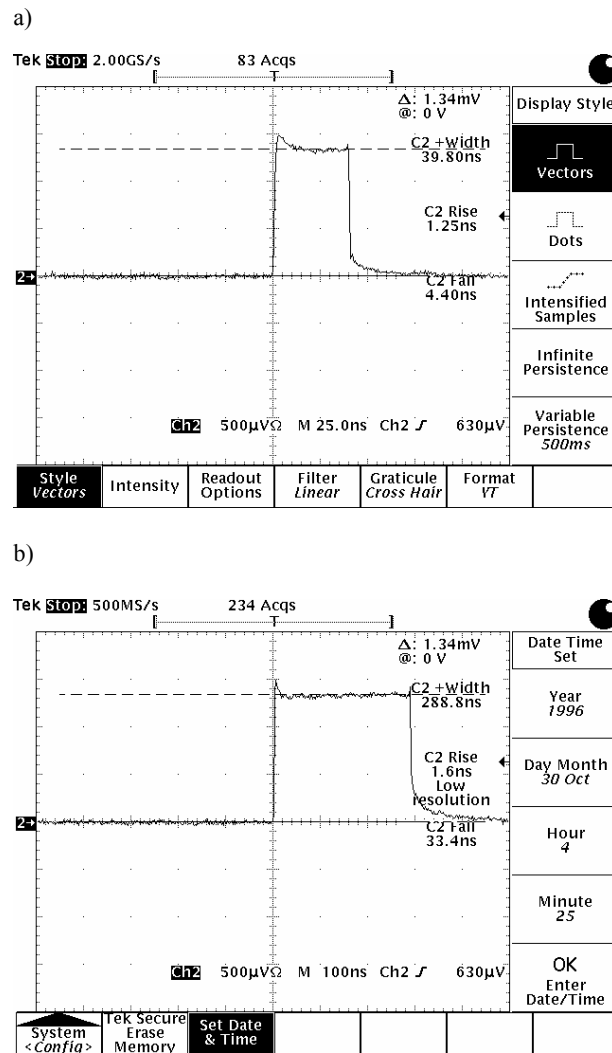 a)
Tek Stop: 2.00GS/s 83 Acqs
Δ: 1.34mV
@: 0 V
C2 +Width
39.80ns
C2 Rise
1.25ns
C2 Fall
4.40ns
2
Ch2 500μVΩ M 25.0ns Ch2 630μV
Display Style
Vectors
Dots
Intensified
Samples
Infinite
Persistence
Variable
Persistence
500ms
Style
Vectors
Intensity
Readout
Options
Filter
Linear
Graticule
Cross Hair
Format
YT
b)
Tek Stop: 500MS/s 234 Acqs
Δ: 1.34mV
@: 0 V
C2 +Width
288.8ns
C2 Rise
1.6ns
Low
resolution
C2 Fall
33.4ns
2
Ch2 500μVΩ M 100ns Ch2 630μV
Date Time
Set
Year
1996
Day Month
30 Oct
Hour
4
Minute
25
OK
Enter
Date/Time
System
<Config>
Tek Secure
Erase
Memory
Set Date
& Time